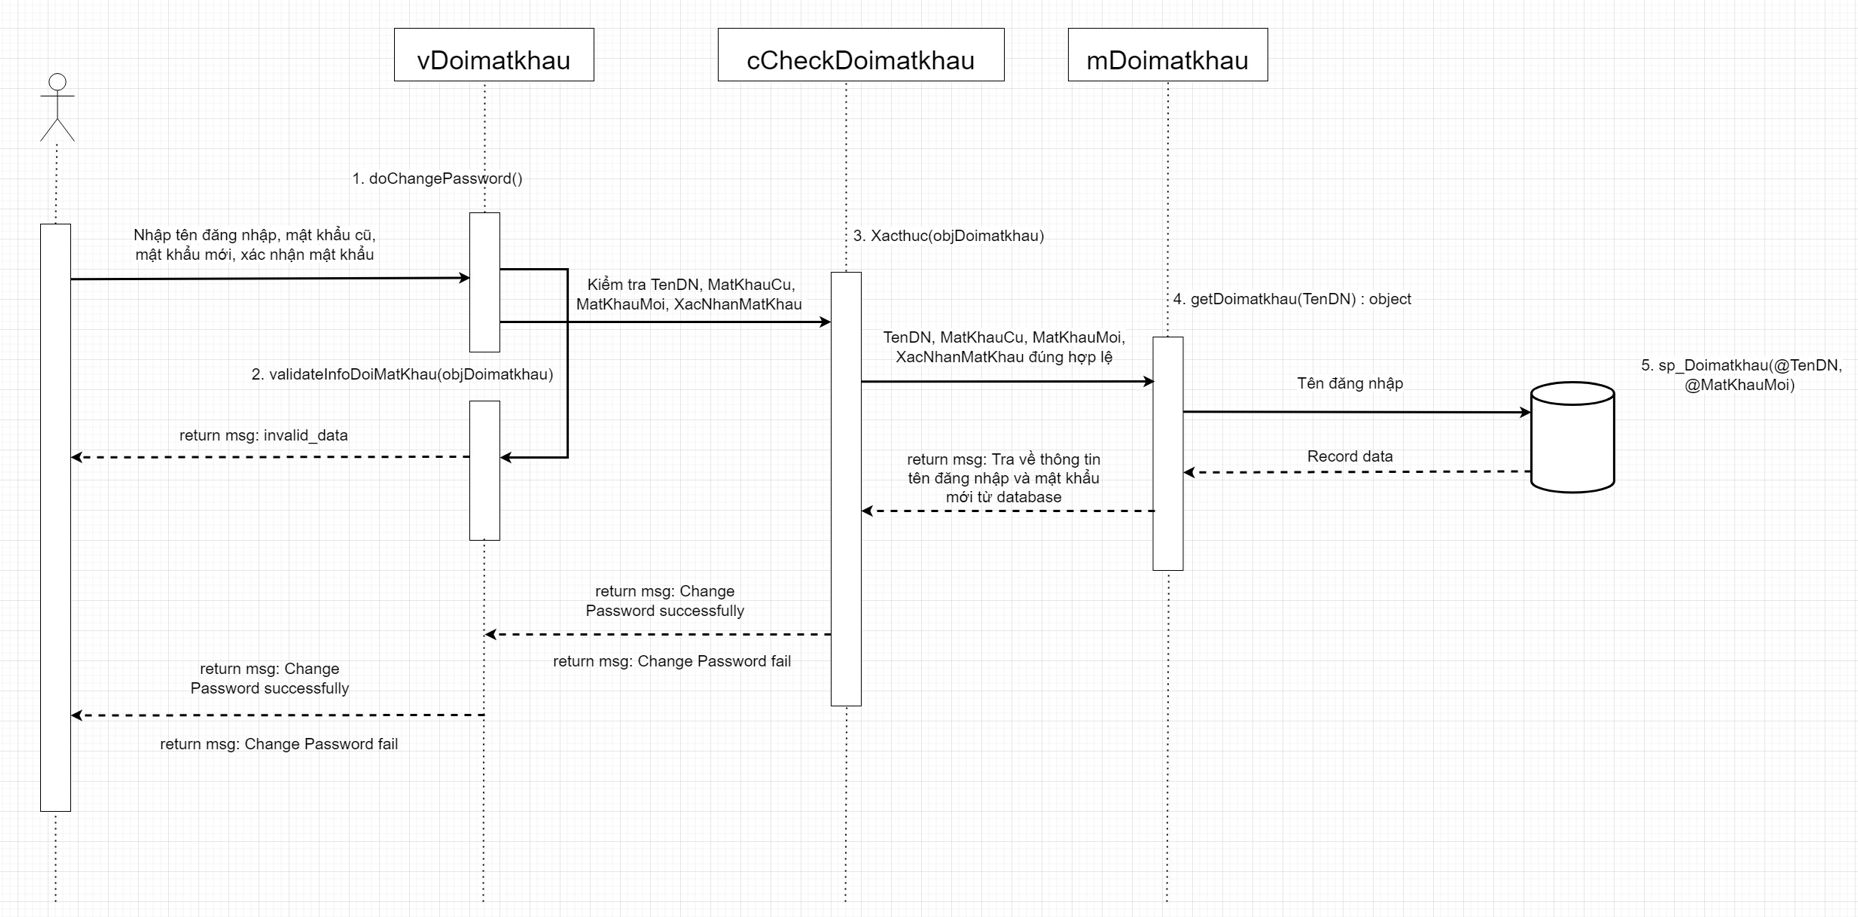 vDoimatkhau
cCheckDoimatkhau
mDoimatkhau
1. doChangePassword()
Nhập tên đăng nhập, mật khẩu cũ,
mật khẩu mới, xác nhận mật khẩu
3. Xacthuc(objDoimatkhau)
Kiểm tra TenDN, MatKhauCu,
MatKhauMoi, XacNhanMatKhau
4. getDoimatkhau(TenDN) : object
TenDN, MatKhauCu, MatKhauMoi,
XacNhanMatKhau đúng hợp lệ
2. validateInfoDoiMatKhau(objDoimatkhau)
Tên đăng nhập
5. sp_Doimatkhau(@TenDN,
@MatKhauMoi)
return msg: invalid_data
Record data
return msg: Tra về thông tin
tên đăng nhập và mật khẩu
mới từ database
return msg: Change
Password successfully
return msg: Change Password fail
return msg: Change
Password successfully
return msg: Change Password fail